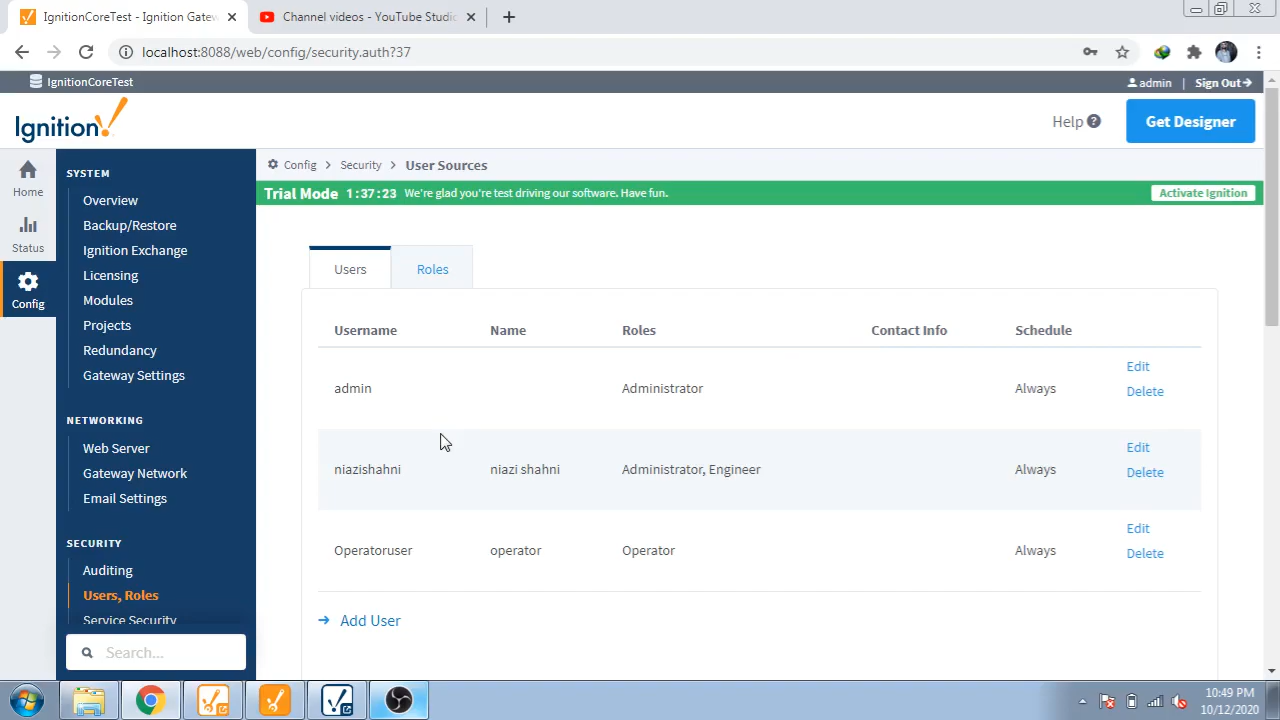 IgnitionCoreTest - Ignition Gatew
Channel videos - YouTube Studio
localhost:8088/web/config/security.auth?37
IgnitionCoreTest
admin | Sign Out
Ignition!
Help
Get Designer
Home
Status
Config
SYSTEM
Overview
Backup/Restore
Ignition Exchange
Licensing
Modules
Projects
Redundancy
Gateway Settings
NETWORKING
Web Server
Gateway Network
Email Settings
SECURITY
Auditing
Users, Roles
Service Security
Search...
Config > Security > User Sources
Trial Mode 1:37:23 We're glad you're test driving our software. Have fun.
Activate Ignition
Users
Roles
Username Name Roles Contact Info Schedule
admin Administrator Always Edit
Delete
niazishahni niazi shahni Administrator, Engineer Always Edit
Delete
Operatoruser operator Operator Always Edit
Delete
Add User
10:49 PM
10/12/2020